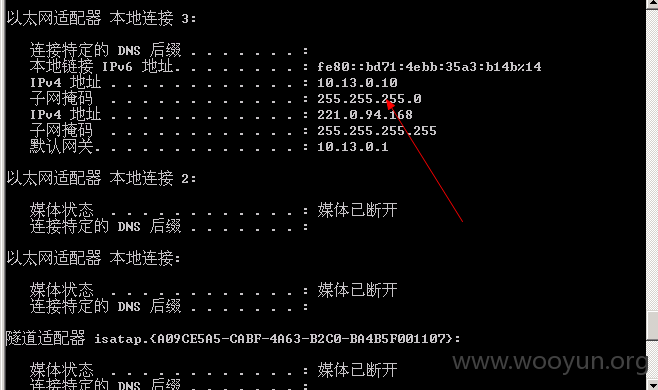 以太网适配器 本地连接 3:
连接特定的 DNS 后缀 . . . . . . . :
本地链接 IPv6 地址. . . . . . . . : fe80::bd71:4ebb:35a3:b14b%14
IPv4 地址 . . . . . . . . . . . . : 10.13.0.10
子网掩码 . . . . . . . . . . . . : 255.255.255.0
IPv4 地址 . . . . . . . . . . . . : 221.0.94.168
子网掩码 . . . . . . . . . . . . : 255.255.255.255
默认网关. . . . . . . . . . . . . : 10.13.0.1
以太网适配器 本地连接 2:
媒体状态 . . . . . . . . . . . . : 媒体已断开
连接特定的 DNS 后缀 . . . . . . . :
以太网适配器 本地连接:
媒体状态 . . . . . . . . . . . . : 媒体已断开
连接特定的 DNS 后缀 . . . . . . . :
隧道适配器 isatap.{A09CE5A5-CABF-4A63-B2C0-BA4B5F001107}:
媒体状态 . . . . . . . . . . . . : 媒体已断开
连接特定的 DNS 后缀 . . . . . . . :
www.wooyun.org